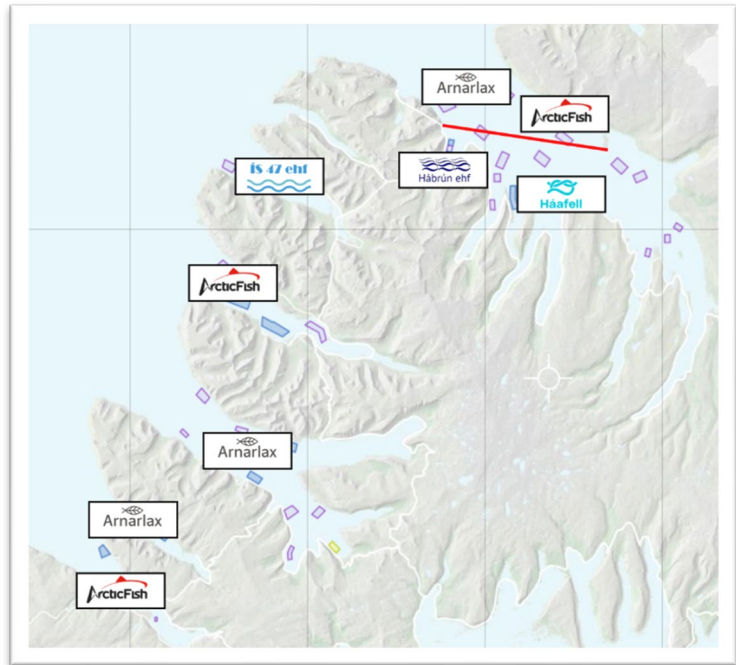 Arnarlax
ArcticFish
Hábrún ehf
ÍS 47 ehf
Háafell
ArcticFish
Arnarlax
Arnarlax
ArcticFish